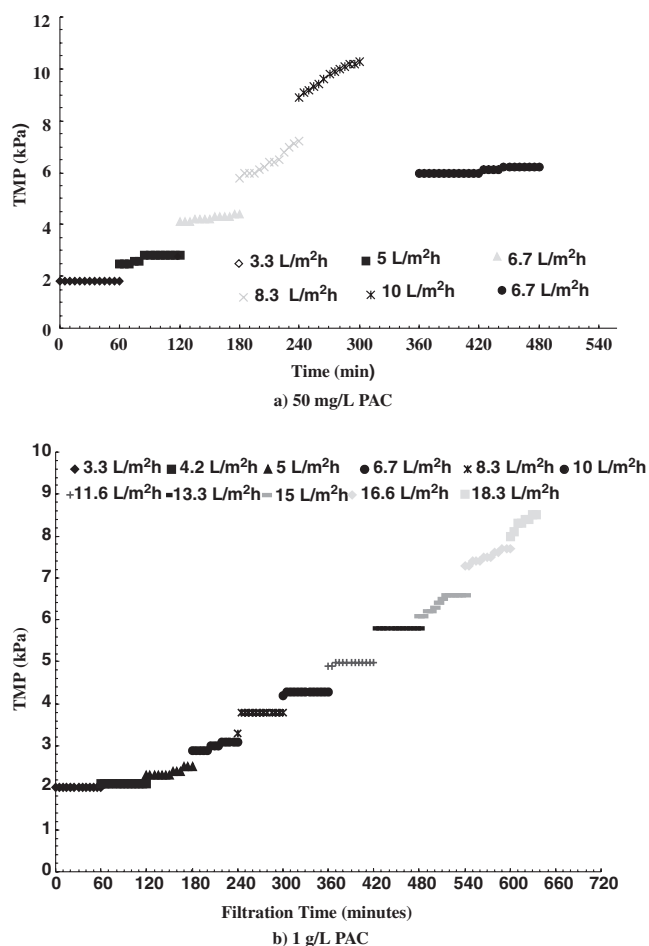 12
10
8
6
4
2
0
TMP (kPa)
3.3 L/m²h 5 L/m²h 6.7 L/m²h
8.3 L/m²h 10 L/m²h 6.7 L/m²h
0 60 120 180 240 300 360 420 480 540
Time (min)
a) 50 mg/L PAC
10
9
8
7
6
5
4
3
2
1
0
TMP (kPa)
3.3 L/m²h 4.2 L/m²h 5 L/m²h 6.7 L/m²h 8.3 L/m²h 10 L/m²h
11.6 L/m²h 13.3 L/m²h 15 L/m²h 16.6 L/m²h 18.3 L/m²h
0 60 120 180 240 300 360 420 480 540 600 660 720
Filtration Time (minutes)
b) 1 g/L PAC